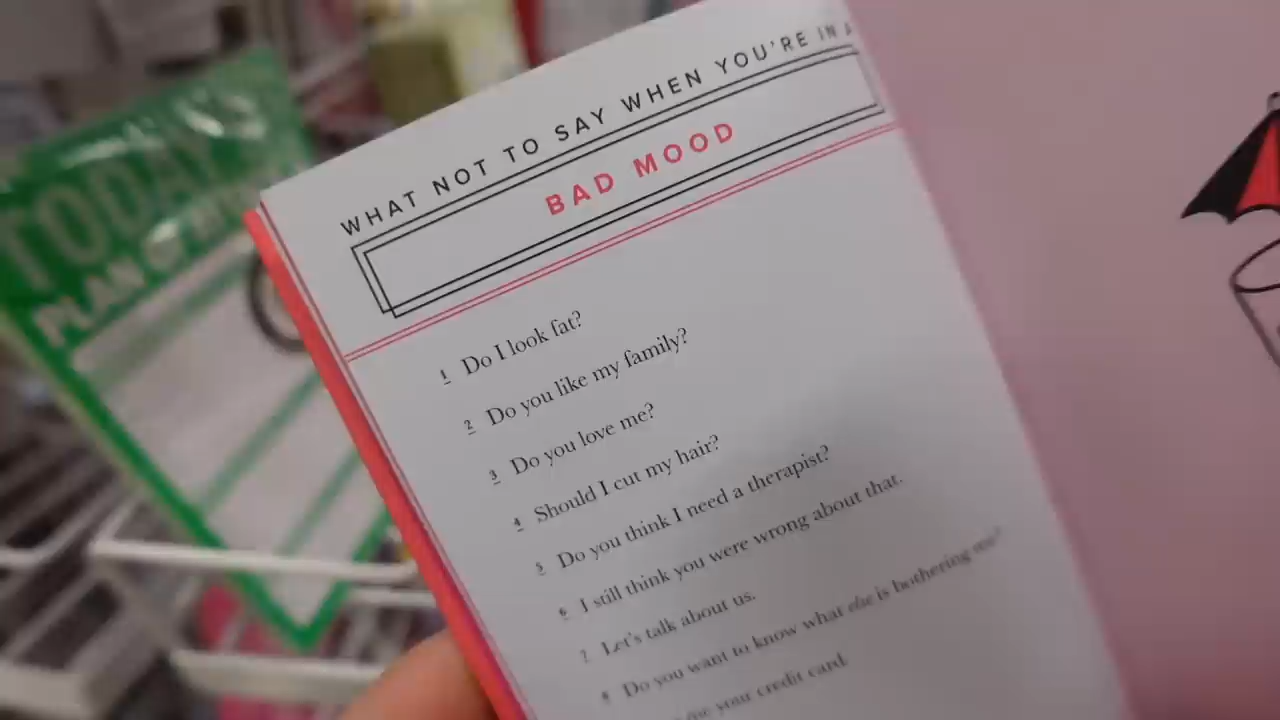 TODAY'S
PLAN OF
WHAT NOT TO SAY WHEN YOU'RE IN A
BAD MOOD
1 Do I look fat?
2 Do you like my family?
3 Do you love me?
4 Should I cut my hair?
5 Do you think I need a therapist?
6 I still think you were wrong about that.
7 Let's talk about us.
8 Do you want to know what else is bothering me?
your credit card.